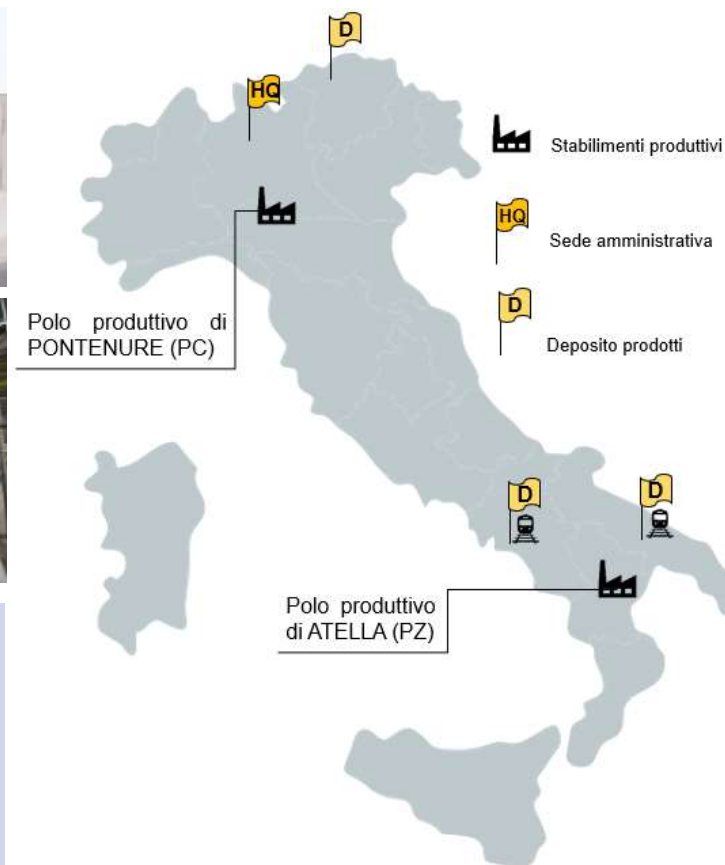 D
HQ
Stabilimenti produttivi
HQ
Sede amministrativa
D
Deposito prodotti
Polo produttivo di
PONTENURE (PC)
D
D
Polo produttivo
di ATELLA (PZ)